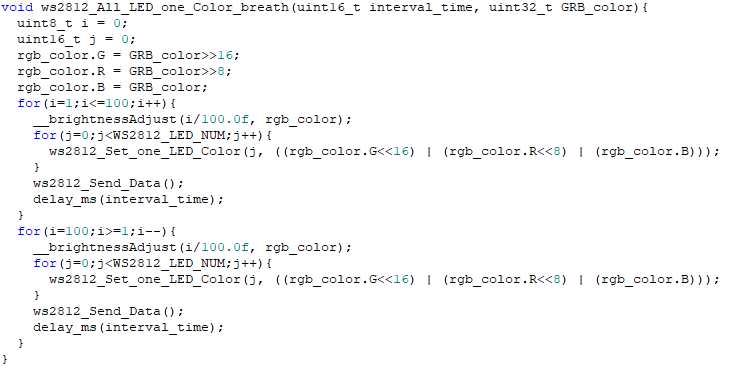 void ws2812_All_LED_one_Color_breath(uint16_t interval_time, uint32_t GRB_color){
  uint8_t i = 0;
  uint16_t j = 0;
  rgb_color.G = GRB_color>>16;
  rgb_color.R = GRB_color>>8;
  rgb_color.B = GRB_color;
  for(i=1;i<=100;i++){
    __brightnessAdjust(i/100.0f, rgb_color);
    for(j=0;j<WS2812_LED_NUM;j++){
      ws2812_Set_one_LED_Color(j, ((rgb_color.G<<16) | (rgb_color.R<<8) | (rgb_color.B)));
    }
    ws2812_Send_Data();
    delay_ms(interval_time);
  }
  for(i=100;i>=1;i--){
    __brightnessAdjust(i/100.0f, rgb_color);
    for(j=0;j<WS2812_LED_NUM;j++){
      ws2812_Set_one_LED_Color(j, ((rgb_color.G<<16) | (rgb_color.R<<8) | (rgb_color.B)));
    }
    ws2812_Send_Data();
    delay_ms(interval_time);
  }
}